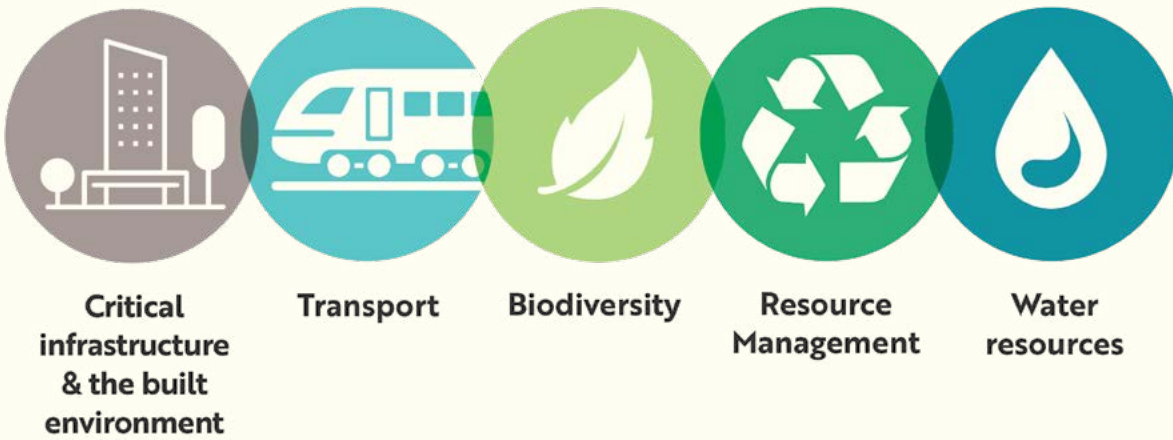 Critical
infrastructure
& the built
environment
Transport
Biodiversity
Resource
Management
Water
resources